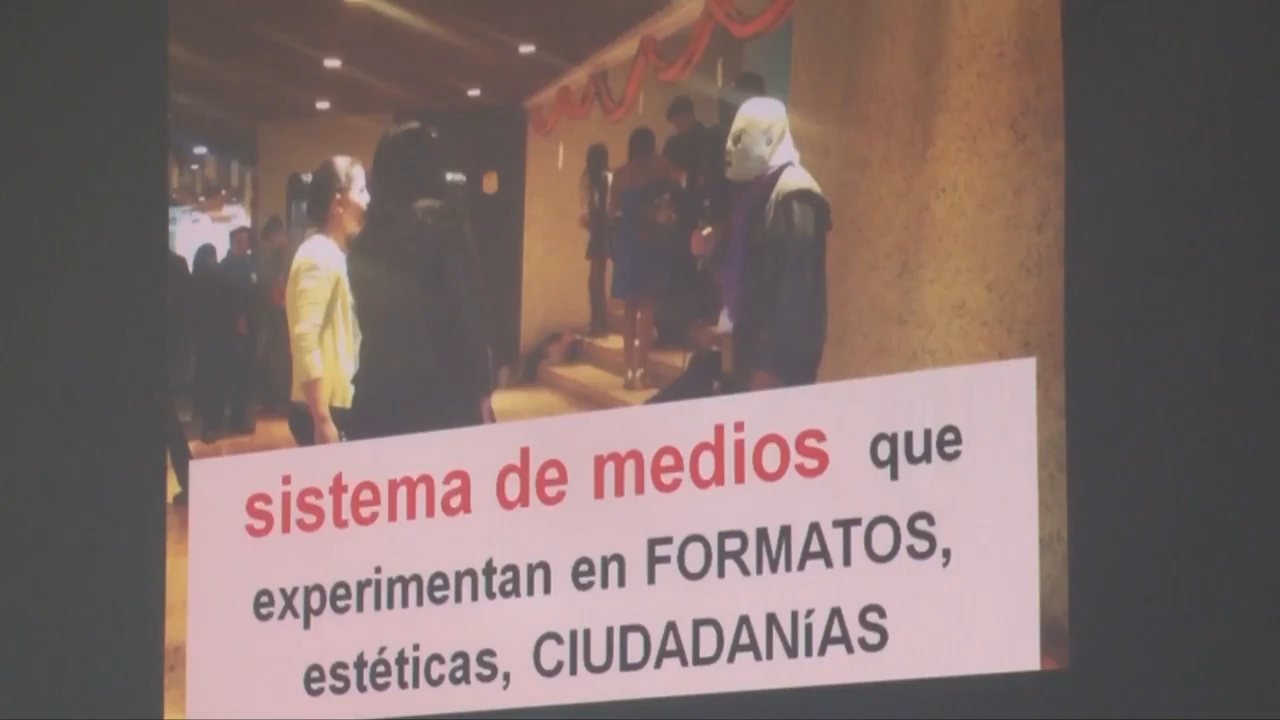 sistema de medios que
experimentan en FORMATOS,
estéticas, CIUDADANíAS